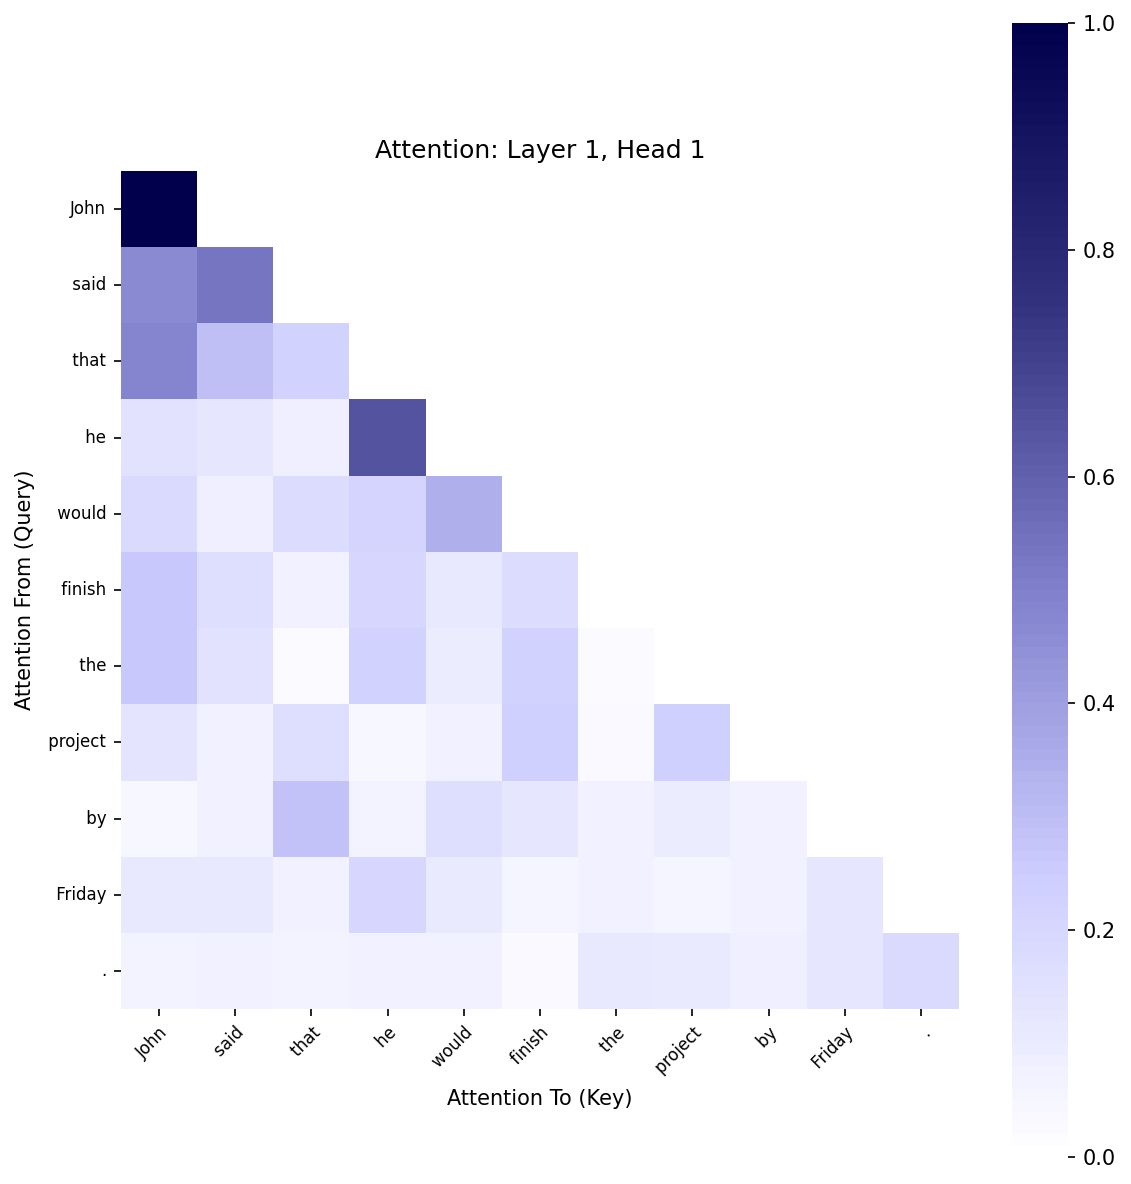 Attention: Layer 1, Head 1
1.0
0.8
0.6
0.4
0.2
0.0
Attention From (Query)
John
said
that
he
would
finish
the
project
by
Friday
.
John said that he would finish the project by Friday .
Attention To (Key)